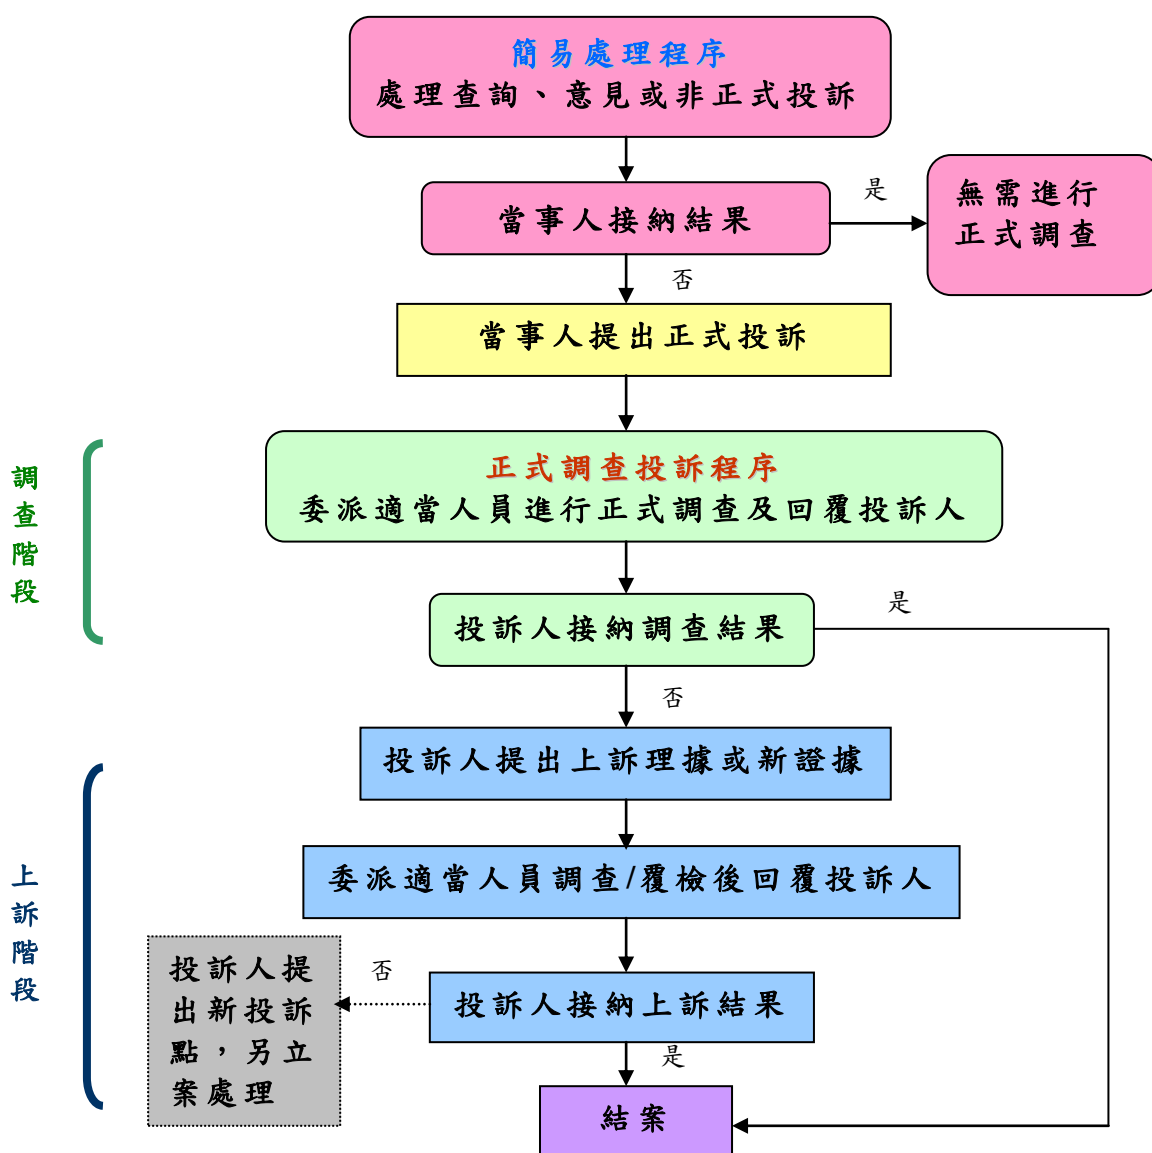 簡易處理程序
處理查詢、意見或非正式投訴
當事人接納結果
是
無需進行
正式調查
否
當事人提出正式投訴
調
查
階
段
正式調查投訴程序
委派適當人員進行正式調查及回覆投訴人
投訴人接納調查結果
是
否
投訴人提出上訴理據或新證據
上
訴
階
段
委派適當人員調查/覆檢後回覆投訴人
投訴人接納上訴結果
否
投訴人提
出新投訴
點，另立
案處理
是
結案